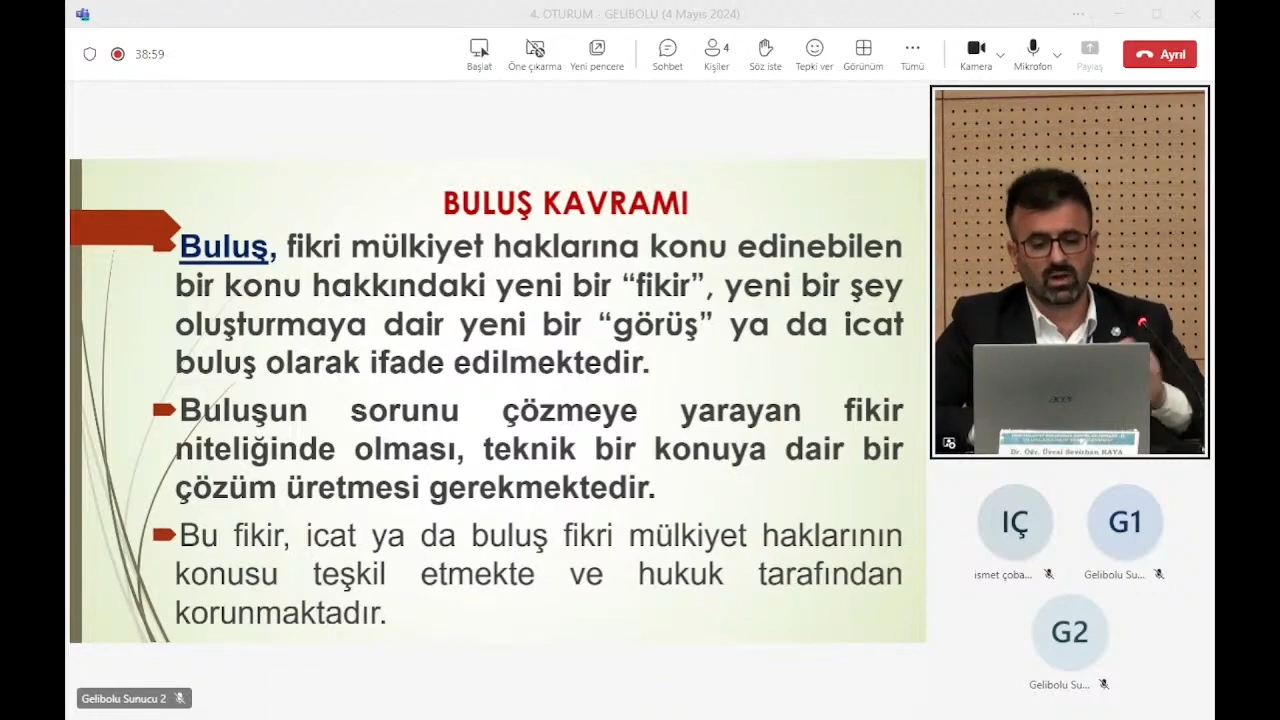 4. OTURUM - GELİBOLU (4 Mayıs 2024)
38:59
Başlat
Öne çıkarma
Yeni pencere
Sohbet
4
Kişiler
Söz iste
Tepki ver
Görünüm
Tümü
Kamera
Mikrofon
Paylaş
Ayrıl
BULUŞ KAVRAMI
Buluş, fikri mülkiyet haklarına konu edinebilen
bir konu hakkındaki yeni bir “fikir”, yeni bir şey
oluşturmaya dair yeni bir “görüş” ya da icat
buluş olarak ifade edilmektedir.
Buluşun sorunu çözmeye yarayan fikir
niteliğinde olması, teknik bir konuya dair bir
çözüm üretmesi gerekmektedir.
Bu fikir, icat ya da buluş fikri mülkiyet haklarının
konusu teşkil etmekte ve hukuk tarafından
korunmaktadır.
acer
Dr. Öğr. Üyesi
KAYA
IÇ
ismet çoba...
G1
Gelibolu Su...
G2
Gelibolu Su...
Gelibolu Sunucu 2